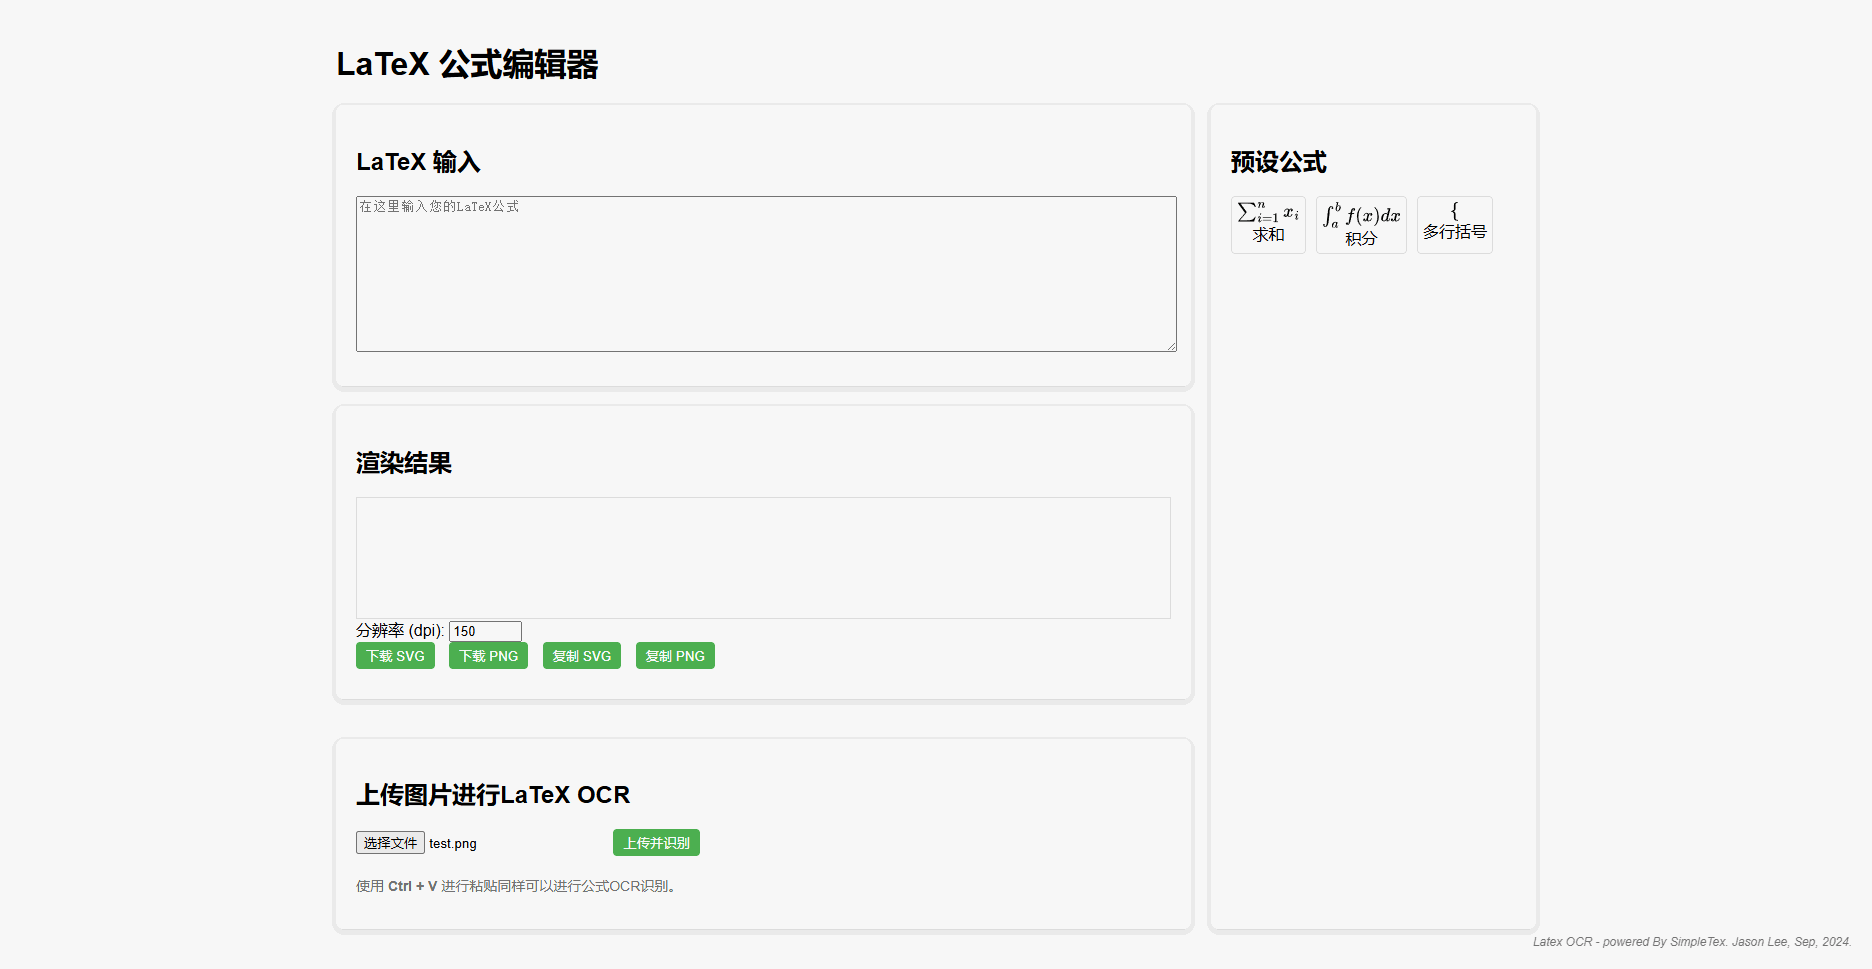 LaTeX 公式编辑器
LaTeX 输入
在这里输入您的LaTeX公式
渲染结果
分辨率 (dpi): 150
下载 SVG 下载 PNG 复制 SVG 复制 PNG
上传图片进行LaTeX OCR
选择文件 test.png 上传并识别
使用 Ctrl + V 进行粘贴同样可以进行公式OCR识别。
预设公式
∑ⁿᵢ₌₁ xᵢ ∫ₐᵇ f(x)dx {
求和 积分 多行括号
Latex OCR - powered By SimpleTex. Jason Lee, Sep, 2024.